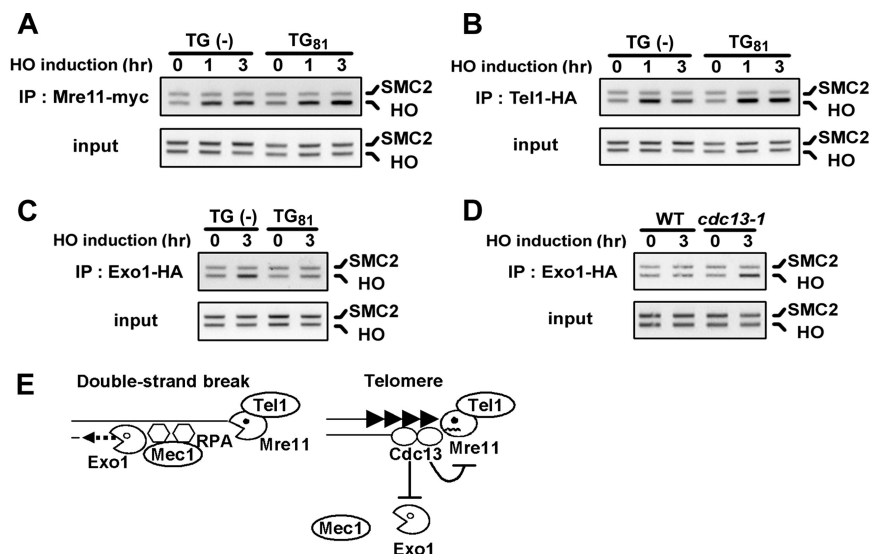 A
TG (-) TG81
HO induction (hr) 0 1 3 0 1 3
IP : Mre11-myc SMC2
HO
input SMC2
HO
B
TG (-) TG81
HO induction (hr) 0 1 3 0 1 3
IP : Tel1-HA SMC2
HO
input SMC2
HO
C
TG (-) TG81
HO induction (hr) 0 3 0 3
IP : Exo1-HA SMC2
HO
input SMC2
HO
D
WT cdc13-1
HO induction (hr) 0 3 0 3
IP : Exo1-HA SMC2
HO
input SMC2
HO
E
Double-strand break
Tel1
Exo1 Mec1 RPA Mre11
Telomere
Tel1
Cdc13 Mre11
Mec1
Exo1